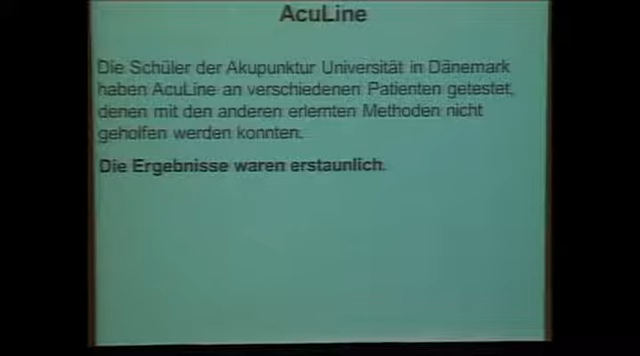 AcuLine
Die Schüler der Akupunktur Universität in Dänemark
haben AcuLine an verschiedenen Patienten getestet,
denen mit den anderen erlernten Methoden nicht
geholfen werden konnten.
Die Ergebnisse waren erstaunlich.